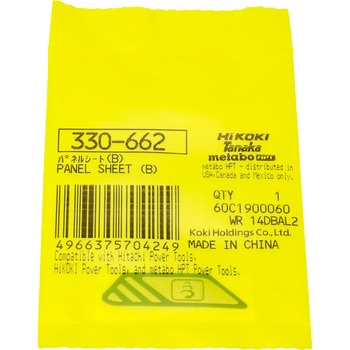 330-662
パネルシート(B)
PANEL SHEET (B)
HiKOKI
Tanaka
metabo HPT
metabo HPT - distributed in
USA,Canada and Mexico only.
QTY 1
60C1900060
WR 14DBAL2
Koki Holdings Co.,Ltd.
MADE IN CHINA
4966375704249
Compatible with Hitachi Power Tools,
HiKOKI Power Tools, and metabo HPT Power Tools.